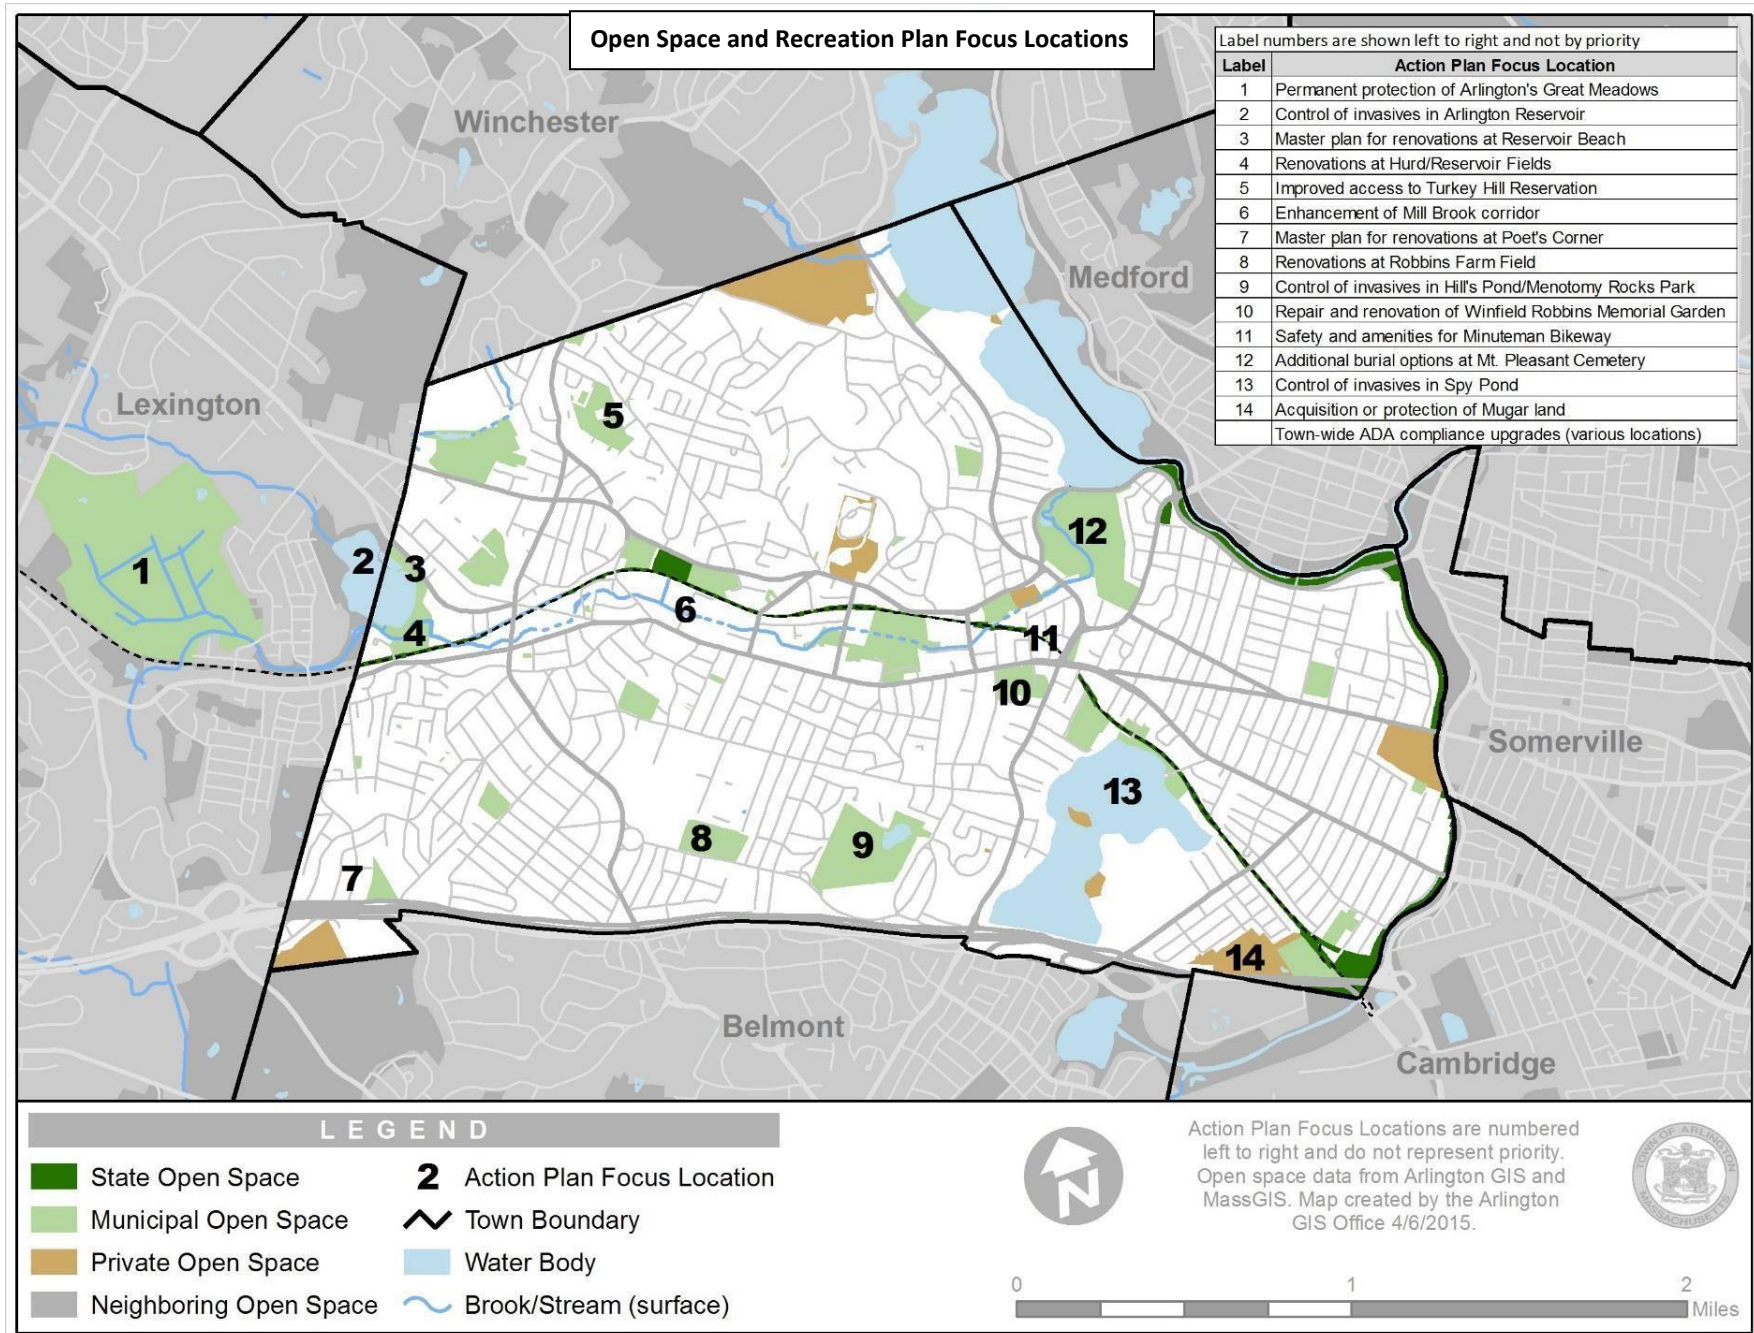 Open Space and Recreation Plan Focus Locations
Label numbers are shown left to right and not by priority
Label Action Plan Focus Location
1 Permanent protection of Arlington's Great Meadows
2 Control of invasives in Arlington Reservoir
3 Master plan for renovations at Reservoir Beach
4 Renovations at Hurd/Reservoir Fields
5 Improved access to Turkey Hill Reservation
6 Enhancement of Mill Brook corridor
7 Master plan for renovations at Poet's Corner
8 Renovations at Robbins Farm Field
9 Control of invasives in Hill's Pond/Menotomy Rocks Park
10 Repair and renovation of Winfield Robbins Memorial Garden
11 Safety and amenities for Minuteman Bikeway
12 Additional burial options at Mt. Pleasant Cemetery
13 Control of invasives in Spy Pond
14 Acquisition or protection of Mugar land
Town-wide ADA compliance upgrades (various locations)
Winchester
Medford
Lexington
5
12
1
2
3
6
4
11
10
Somerville
13
8
9
7
14
Belmont
Cambridge
LEGEND
State Open Space
Municipal Open Space
Private Open Space
Neighboring Open Space
2 Action Plan Focus Location
Town Boundary
Water Body
Brook/Stream (surface)
N
Action Plan Focus Locations are numbered
left to right and do not represent priority.
Open space data from Arlington GIS and
MassGIS. Map created by the Arlington
GIS Office 4/6/2015.
TOWN OF ARLINGTON
MASSACHUSETTS
0 1 2
Miles